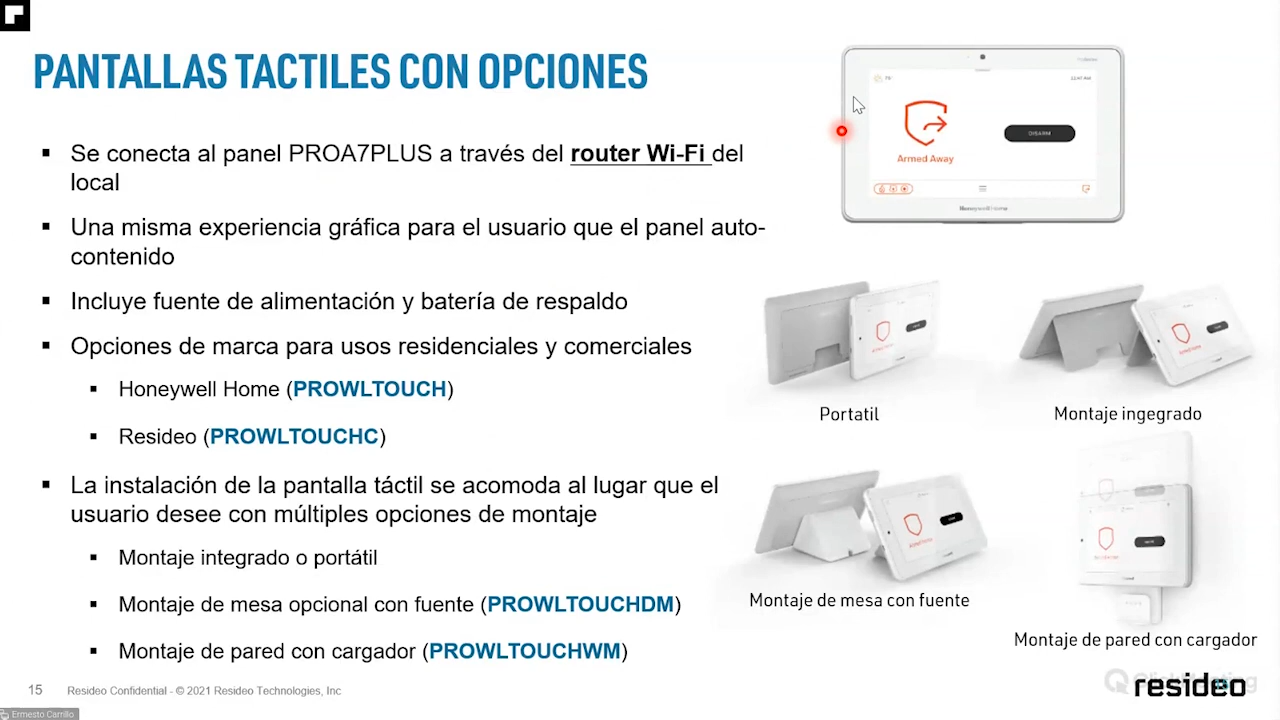 PANTALLAS TACTILES CON OPCIONES
Se conecta al panel PROA7PLUS a través del router Wi-Fi del
local
Una misma experiencia gráfica para el usuario que el panel auto-
contenido
Incluye fuente de alimentación y batería de respaldo
Opciones de marca para usos residenciales y comerciales
Honeywell Home (PROWLTOUCH)
Resideo (PROWLTOUCHC)
La instalación de la pantalla táctil se acomoda al lugar que el
usuario desee con múltiples opciones de montaje
Montaje integrado o portátil
Montaje de mesa opcional con fuente (PROWLTOUCHDM)
Montaje de pared con cargador (PROWLTOUCHWM)
Armed Away
DISARM
Honeywell Home
Portatil
Montaje ingegrado
Montaje de mesa con fuente
Montaje de pared con cargador
15 Resideo Confidential - © 2021 Resideo Technologies, Inc
resideo
Ermesto Carrillo